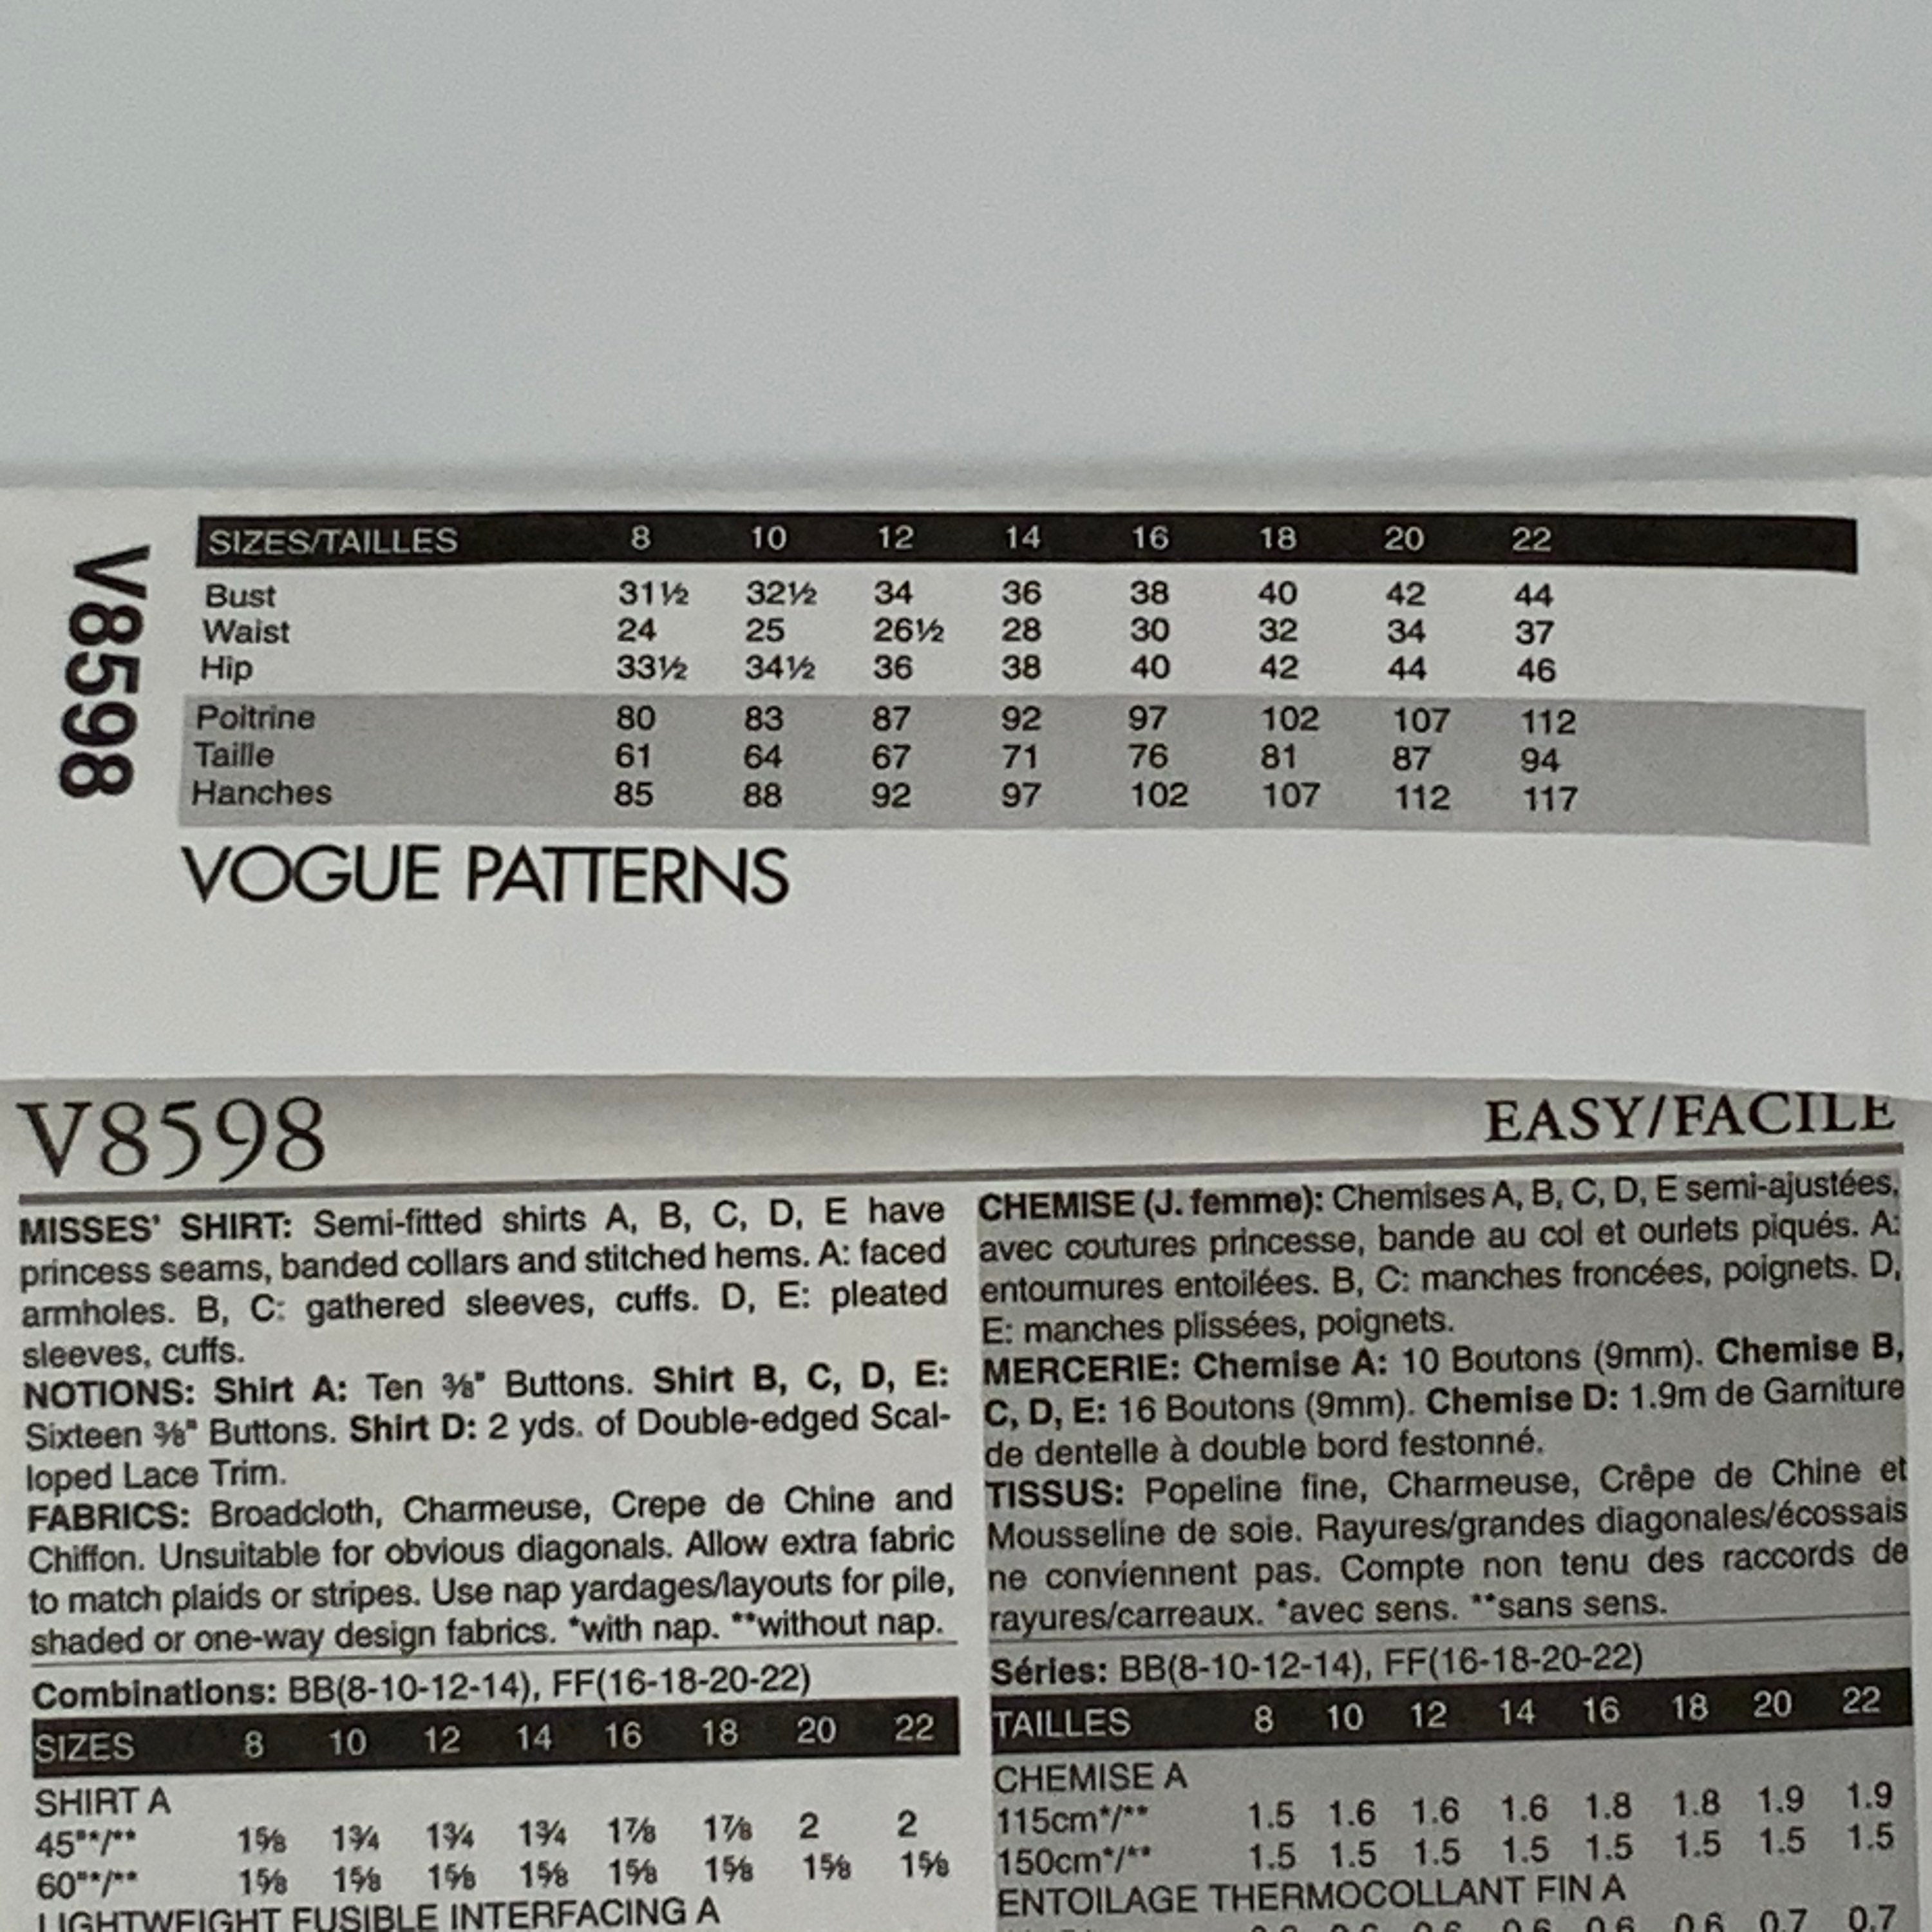 V8598
SIZES/TAILLES 8 10 12 14 16 18 20 22
Bust 31½ 32½ 34 36 38 40 42 44
Waist 24 25 26½ 28 30 32 34 37
Hip 33½ 34½ 36 38 40 42 44 46
Poitrine 80 83 87 92 97 102 107 112
Taille 61 64 67 71 76 81 87 94
Hanches 85 88 92 97 102 107 112 117
VOGUE PATTERNS
V8598
EASY/FACILE
MISSES' SHIRT: Semi-fitted shirts A, B, C, D, E have
princess seams, banded collars and stitched hems. A: faced
armholes. B, C: gathered sleeves, cuffs. D, E: pleated
sleeves, cuffs.
NOTIONS: Shirt A: Ten ⅜" Buttons. Shirt B, C, D, E:
Sixteen ⅜" Buttons. Shirt D: 2 yds. of Double-edged Scal-
loped Lace Trim.
FABRICS: Broadcloth, Charmeuse, Crepe de Chine and
Chiffon. Unsuitable for obvious diagonals. Allow extra fabric
to match plaids or stripes. Use nap yardages/layouts for pile,
shaded or one-way design fabrics. *with nap. **without nap.
Combinations: BB(8-10-12-14), FF(16-18-20-22)
SIZES 8 10 12 14 16 18 20 22
SHIRT A
45"*/** 1⅝ 1¾ 1¾ 1¾ 1⅞ 1⅞ 2 2
60"*/** 1⅝ 1⅝ 1⅝ 1⅝ 1⅝ 1⅝ 1⅝ 1⅝
LIGHTWEIGHT FUSIBLE INTERFACING A
CHEMISE (J. femme): Chemises A, B, C, D, E semi-ajustées,
avec coutures princesse, bande au col et ourlets piqués. A:
entournures entoilées. B, C: manches froncées, poignets. D,
E: manches plissées, poignets.
MERCERIE: Chemise A: 10 Boutons (9mm). Chemise B,
C, D, E: 16 Boutons (9mm). Chemise D: 1.9m de Garniture
de dentelle à double bord festonné.
TISSUS: Popeline fine, Charmeuse, Crêpe de Chine et
Mousseline de soie. Rayures/grandes diagonales/écossais
ne conviennent pas. Compte non tenu des raccords de
rayures/carreaux. *avec sens. **sans sens.
Séries: BB(8-10-12-14), FF(16-18-20-22)
TAILLES 8 10 12 14 16 18 20 22
CHEMISE A
115cm*/** 1.5 1.6 1.6 1.6 1.8 1.8 1.9 1.9
150cm*/** 1.5 1.5 1.5 1.5 1.5 1.5 1.5 1.5
ENTOILAGE THERMOCOLLANT FIN A
0.6 0.6 0.6 0.6 0.6 0.7 0.7